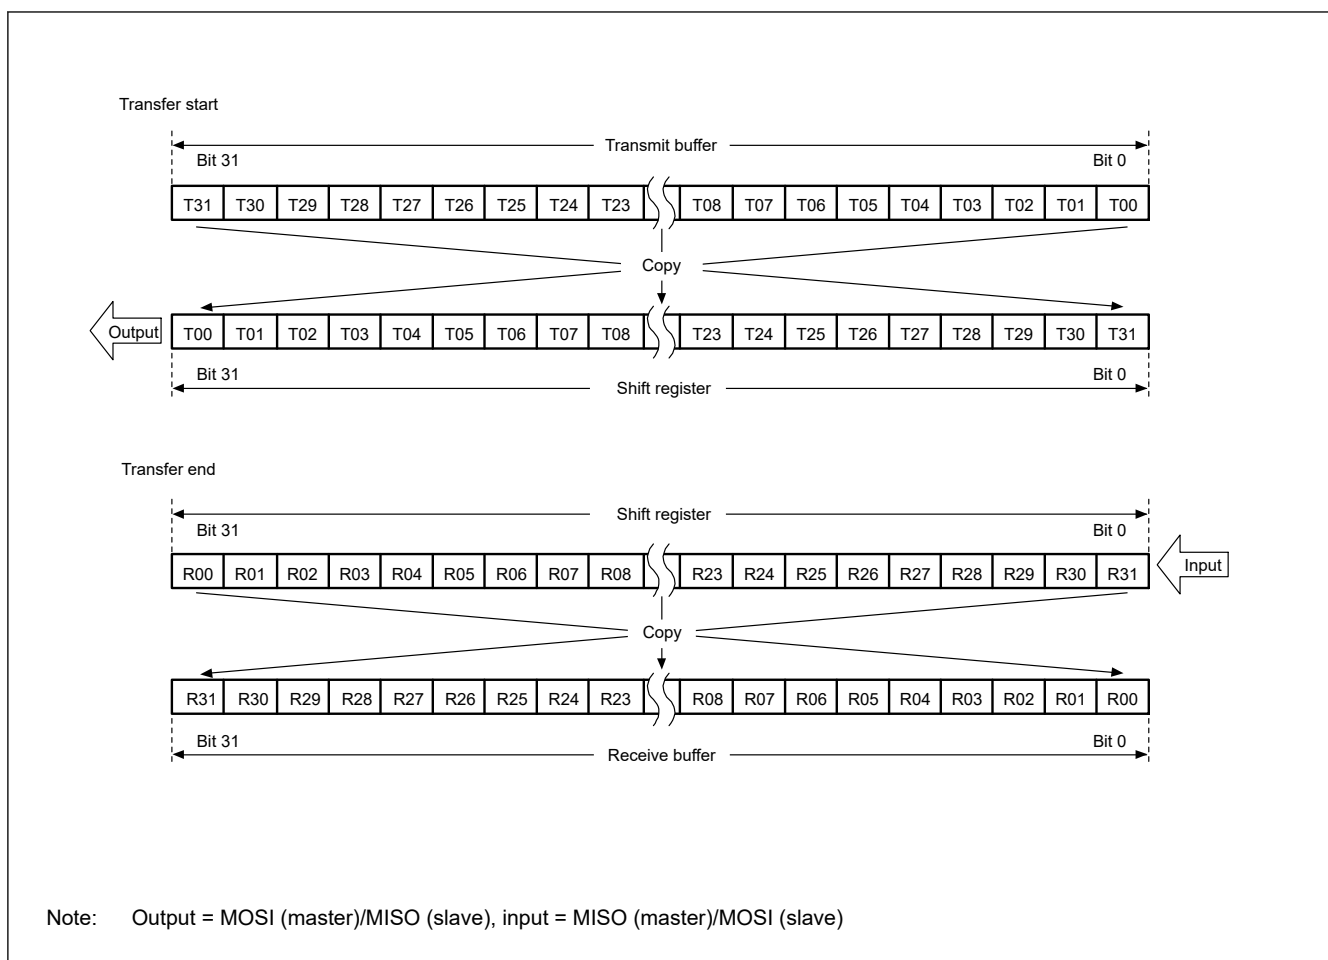 Transfer start
Transmit buffer
Bit 31 Bit 0
T31 T30 T29 T28 T27 T26 T25 T24 T23 T08 T07 T06 T05 T04 T03 T02 T01 T00
Copy
Output T00 T01 T02 T03 T04 T05 T06 T07 T08 T23 T24 T25 T26 T27 T28 T29 T30 T31
Bit 31 Bit 0
Shift register
Transfer end
Shift register
Bit 31 Bit 0
R00 R01 R02 R03 R04 R05 R06 R07 R08 R23 R24 R25 R26 R27 R28 R29 R30 R31 Input
Copy
R31 R30 R29 R28 R27 R26 R25 R24 R23 R08 R07 R06 R05 R04 R03 R02 R01 R00
Bit 31 Bit 0
Receive buffer
Note: Output = MOSI (master)/MISO (slave), input = MISO (master)/MOSI (slave)